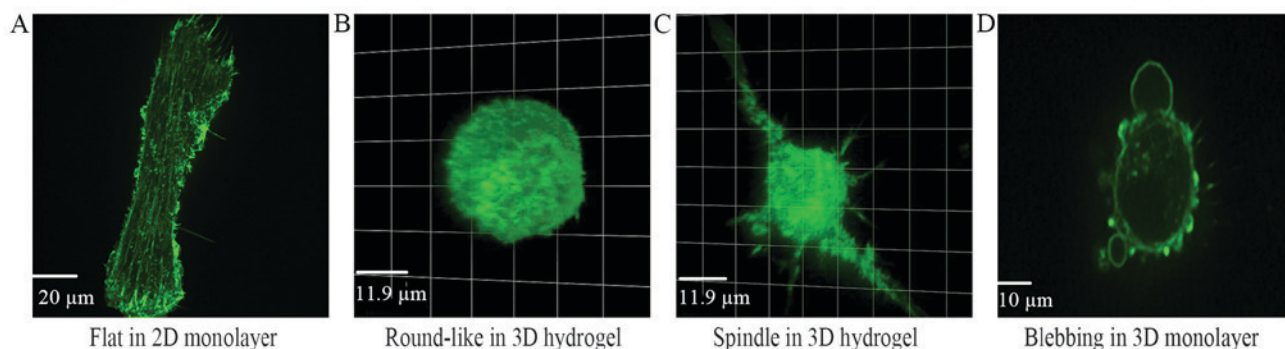 A B C D
20 µm 11.9 µm 11.9 µm 10 µm
Flat in 2D monolayer Round-like in 3D hydrogel Spindle in 3D hydrogel Blebbing in 3D monolayer